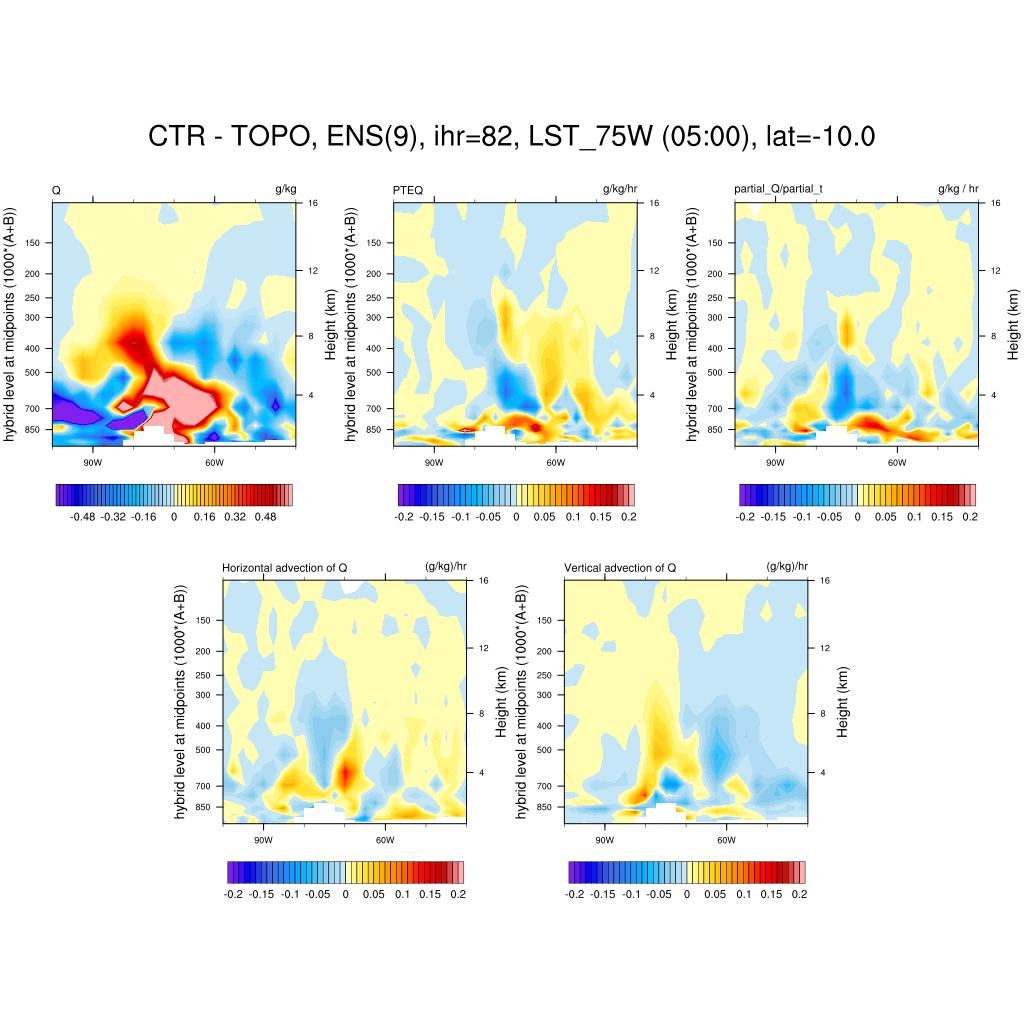 CTR - TOPO, ENS(9), ihr=82, LST_75W (05:00), lat=-10.0
Q g/kg
hybrid level at midpoints (1000*(A+B))
150
200
250
300
400
500
700
850
16
12
8
4
Height (km)
90W 60W
-0.48 -0.32 -0.16 0 0.16 0.32 0.48
PTEQ g/kg/hr
hybrid level at midpoints (1000*(A+B))
150
200
250
300
400
500
700
850
16
12
8
4
Height (km)
90W 60W
-0.2 -0.15 -0.1 -0.05 0 0.05 0.1 0.15 0.2
partial_Q/partial_t g/kg / hr
hybrid level at midpoints (1000*(A+B))
150
200
250
300
400
500
700
850
16
12
8
4
Height (km)
90W 60W
-0.2 -0.15 -0.1 -0.05 0 0.05 0.1 0.15 0.2
Horizontal advection of Q (g/kg)/hr
hybrid level at midpoints (1000*(A+B))
150
200
250
300
400
500
700
850
16
12
8
4
Height (km)
90W 60W
-0.2 -0.15 -0.1 -0.05 0 0.05 0.1 0.15 0.2
Vertical advection of Q (g/kg)/hr
hybrid level at midpoints (1000*(A+B))
150
200
250
300
400
500
700
850
16
12
8
4
Height (km)
90W 60W
-0.2 -0.15 -0.1 -0.05 0 0.05 0.1 0.15 0.2